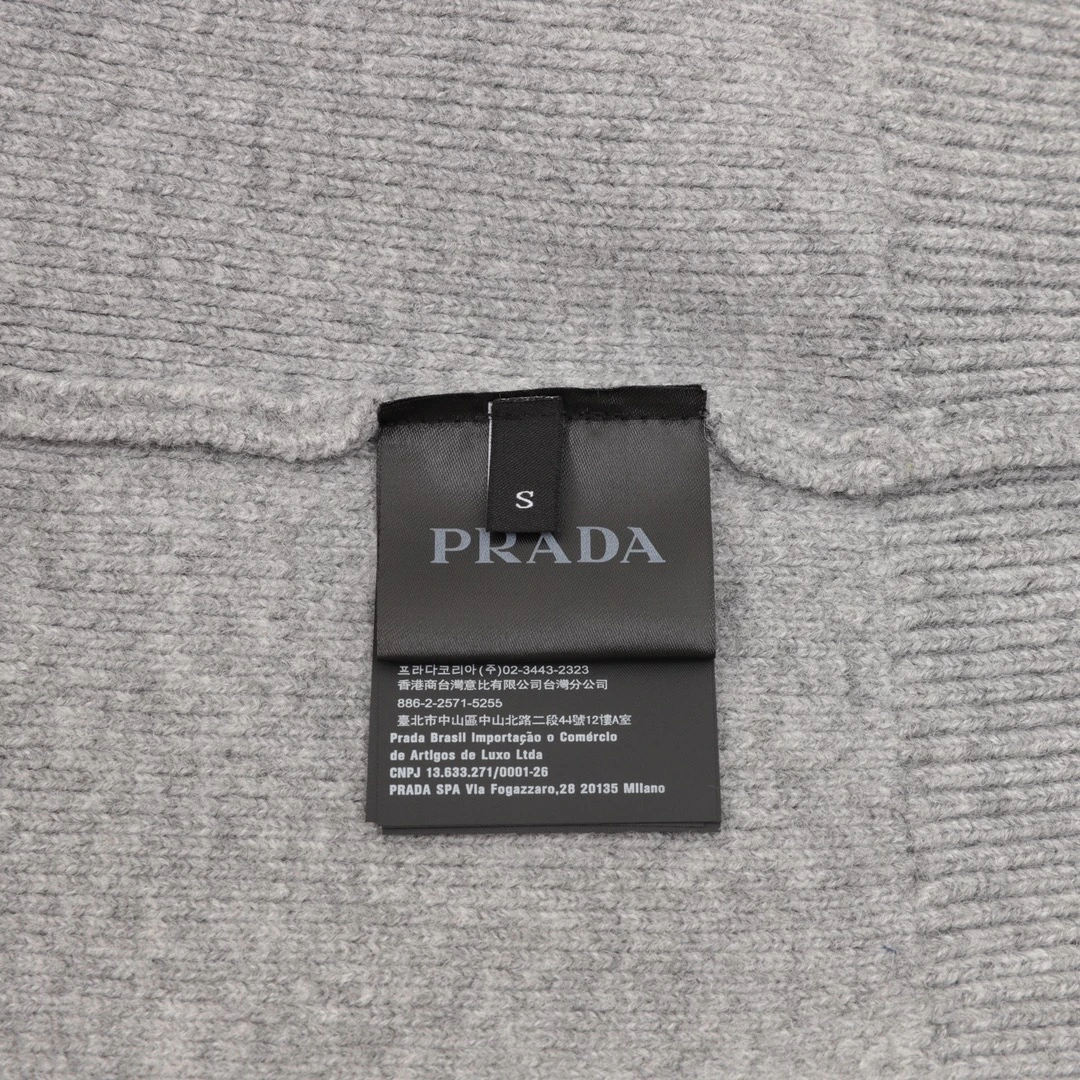 S
PRADA
프라다코리아(주)02-3443-2323
香港商台灣意比有限公司台灣分公司
886-2-2571-5255
臺北市中山區中山北路二段44號12樓A室
Prada Brasil Importação o Comércio
de Artigos de Luxo Ltda
CNPJ 13.633.271/0001-26
PRADA SPA Vla Fogazzaro,28 20135 Milano